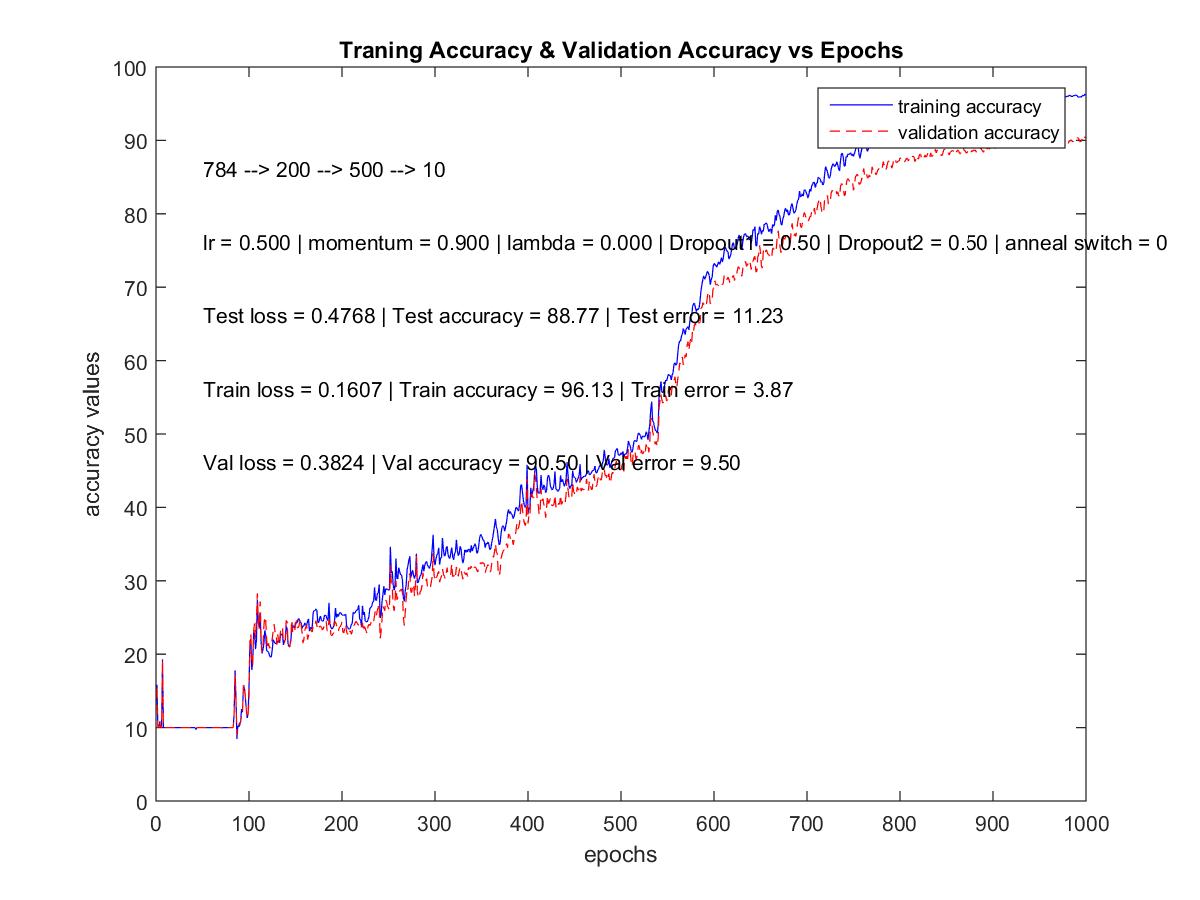 Traning Accuracy & Validation Accuracy vs Epochs
100
90
80
70
60
50
40
30
20
10
0
accuracy values
training accuracy
validation accuracy
784 --> 200 --> 500 --> 10
lr = 0.500 | momentum = 0.900 | lambda = 0.000 | Dropout1 = 0.50 | Dropout2 = 0.50 | anneal switch = 0
Test loss = 0.4768 | Test accuracy = 88.77 | Test error = 11.23
Train loss = 0.1607 | Train accuracy = 96.13 | Train error = 3.87
Val loss = 0.3824 | Val accuracy = 90.50 | Val error = 9.50
0 100 200 300 400 500 600 700 800 900 1000
epochs